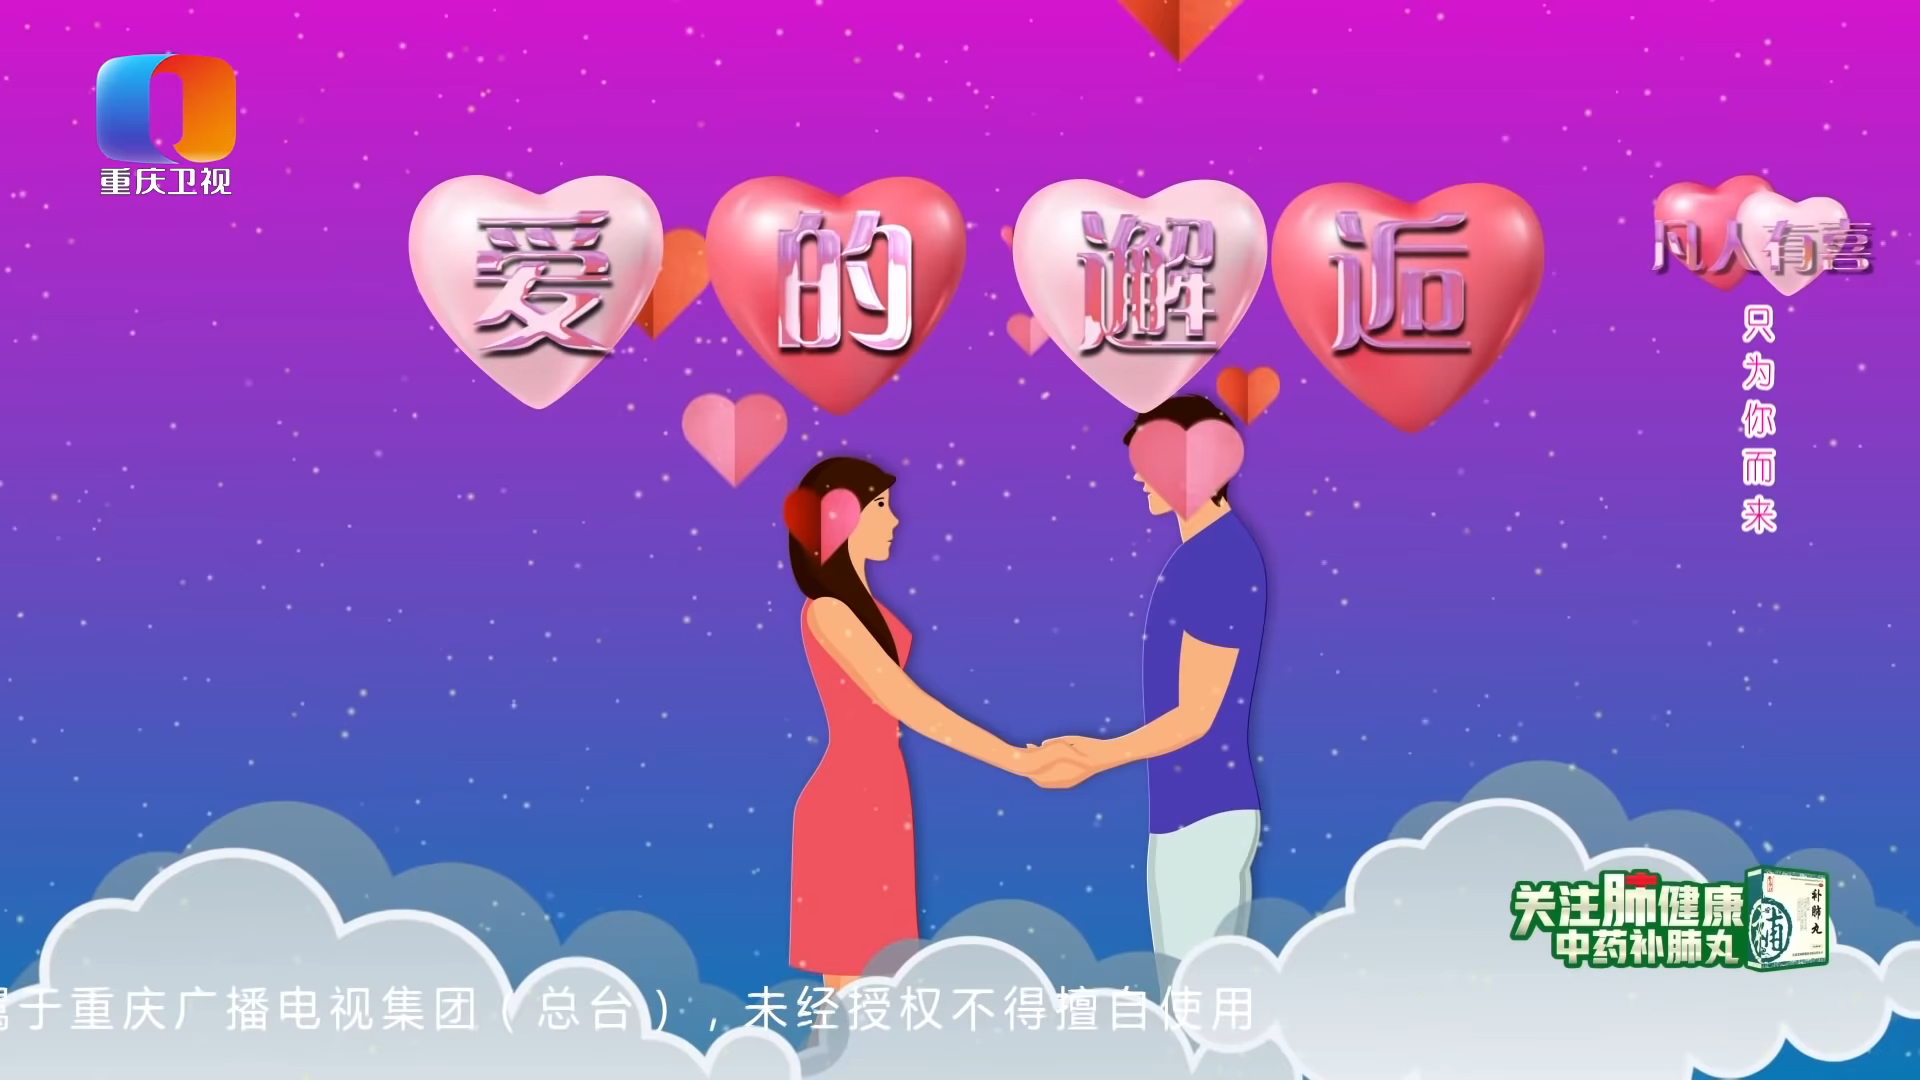 重庆卫视
爱的邂逅
凡人有喜
只为你而来
关注肺健康
中药补肺丸
补肺丸
属于重庆广播电视集团（总台），未经授权不得擅自使用